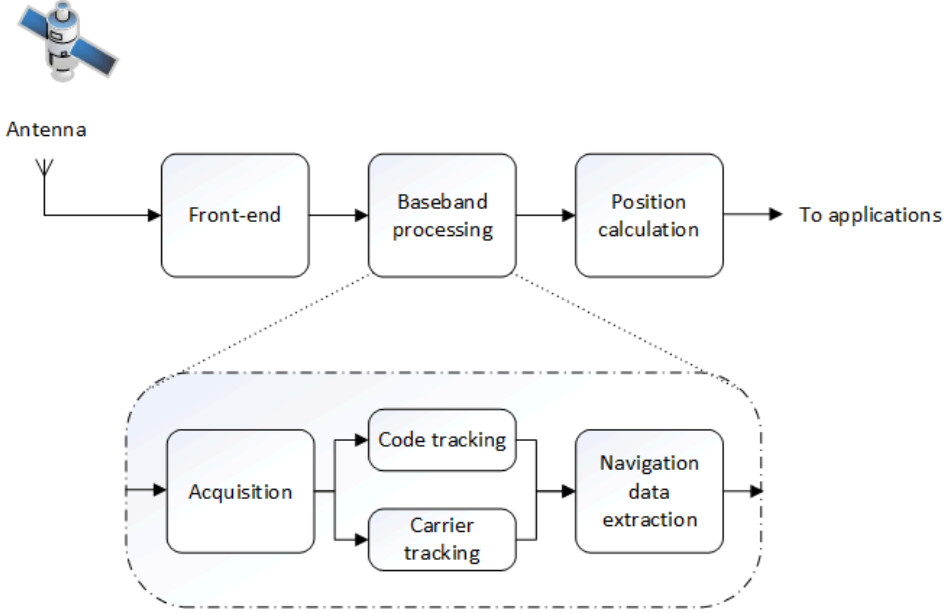 Antenna
Front-end
Baseband
processing
Position
calculation
To applications
Acquisition
Code tracking
Carrier
tracking
Navigation
data
extraction